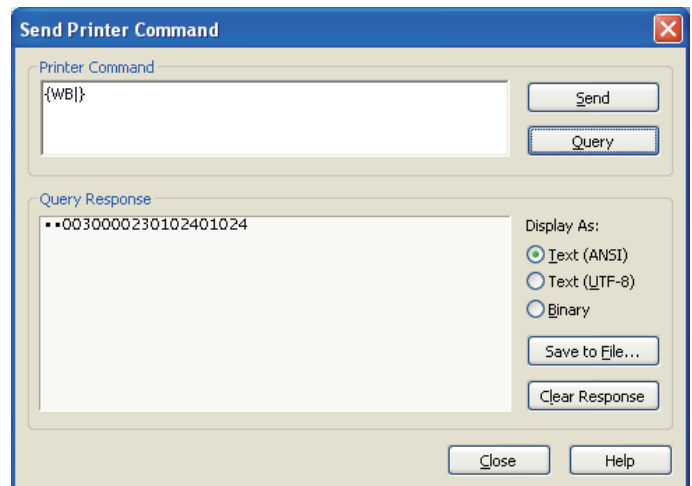 Send Printer Command
Printer Command
{WB|}
Send
Query
Query Response
▪▪0030000230102401024
Display As:
Text (ANSI)
Text (UTF-8)
Binary
Save to File...
Clear Response
Close
Help